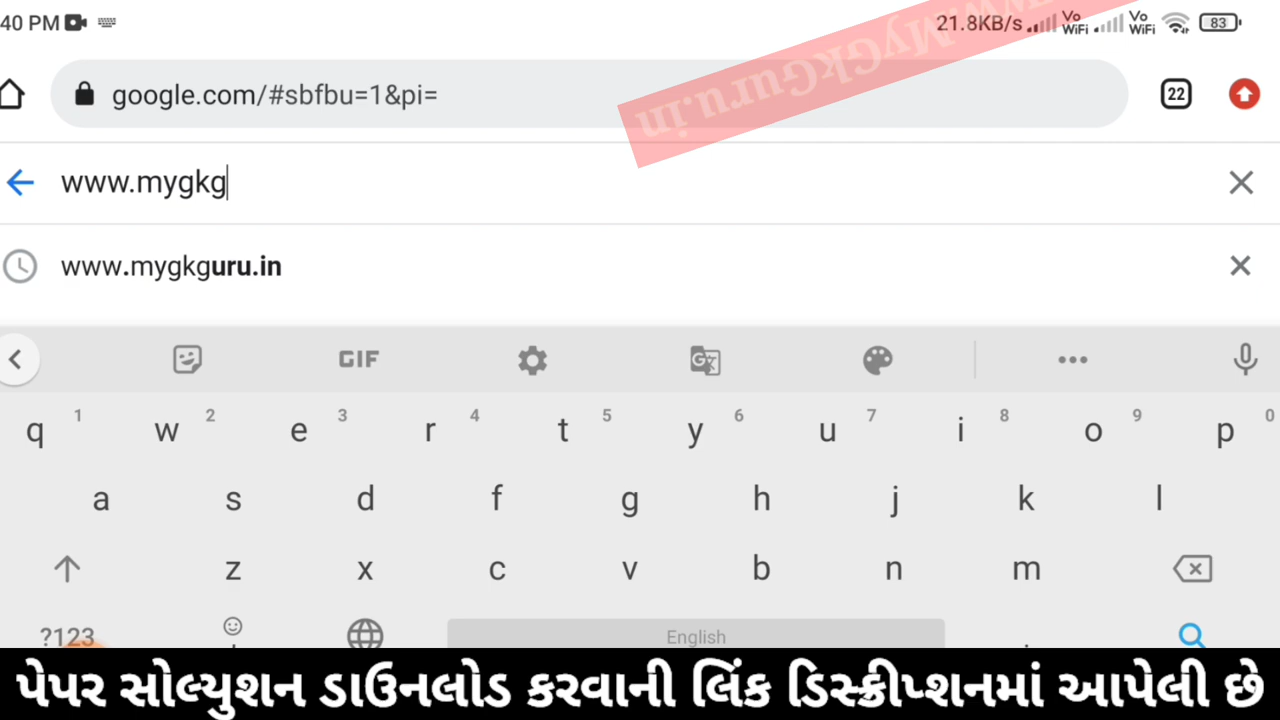 40 PM 21.8KB/s Vo WiFi Vo WiFi 83
www.MyGkGuru.in
google.com/#sbfbu=1&pi= 22
www.mygkg
www.mygkguru.in
GIF
q 1 w 2 e 3 r 4 t 5 y 6 u 7 i 8 o 9 p 0
a s d f g h j k l
z x c v b n m
?123 English
પેપર સોલ્યુશન ડાઉનલોડ કરવાની લિંક ડિસ્ક્રીપ્શનમાં આપેલી છે